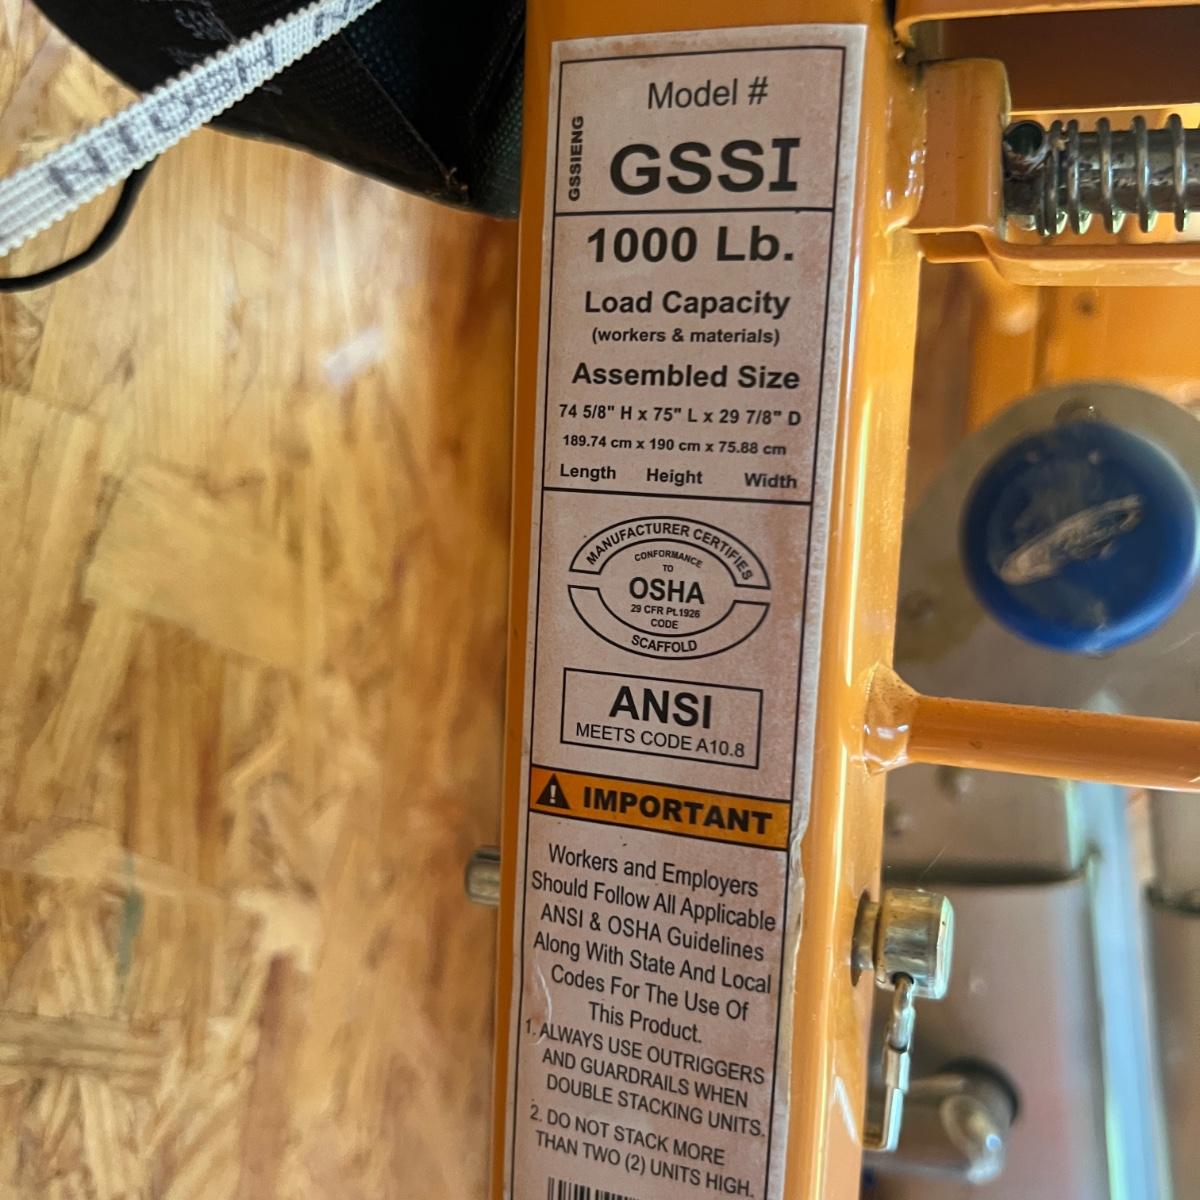 Model #
GSSIENG
GSSI
1000 Lb.
Load Capacity
(workers & materials)
Assembled Size
74 5/8" H x 75" L x 29 7/8" D
189.74 cm x 190 cm x 75.88 cm
Length Height Width
MANUFACTURER CERTIFIES
CONFORMANCE
TO
OSHA
29 CFR Pt.1926
CODE
SCAFFOLD
ANSI
MEETS CODE A10.8
IMPORTANT
Workers and Employers
Should Follow All Applicable
ANSI & OSHA Guidelines
Along With State And Local
Codes For The Use Of
This Product.
1. ALWAYS USE OUTRIGGERS
AND GUARDRAILS WHEN
DOUBLE STACKING UNITS.
2. DO NOT STACK MORE
THAN TWO (2) UNITS HIGH.